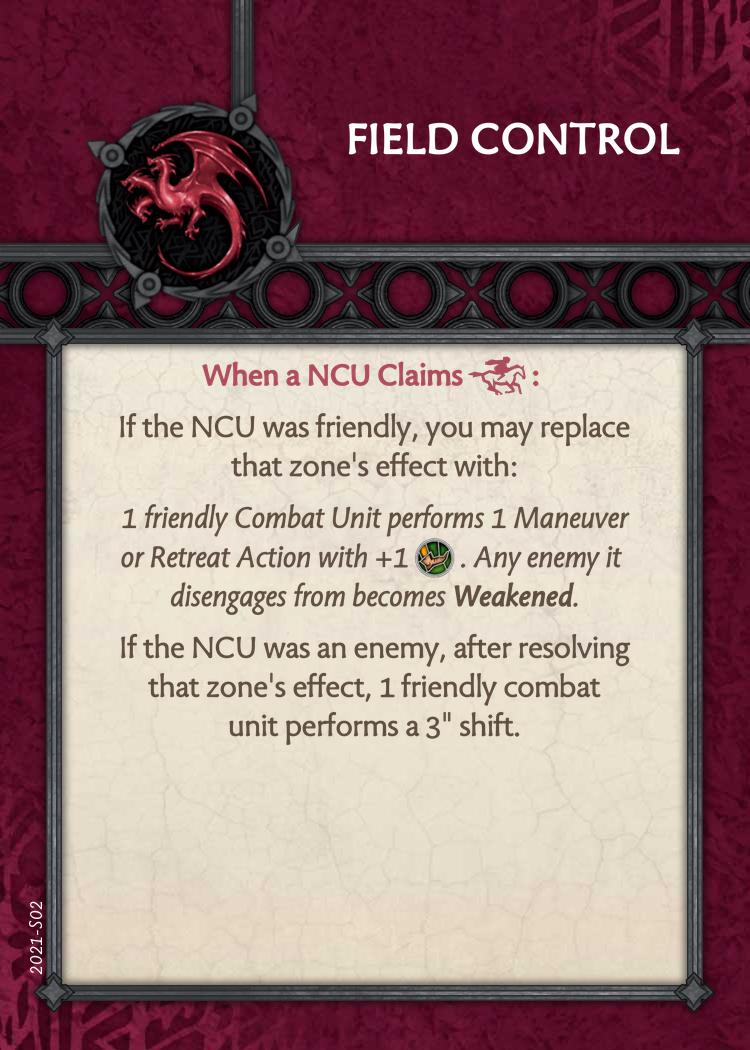 FIELD CONTROL
When a NCU Claims :
If the NCU was friendly, you may replace
that zone's effect with:
1 friendly Combat Unit performs 1 Maneuver
or Retreat Action with +1 . Any enemy it
disengages from becomes Weakened.
If the NCU was an enemy, after resolving
that zone's effect, 1 friendly combat
unit performs a 3" shift.
2021-S02